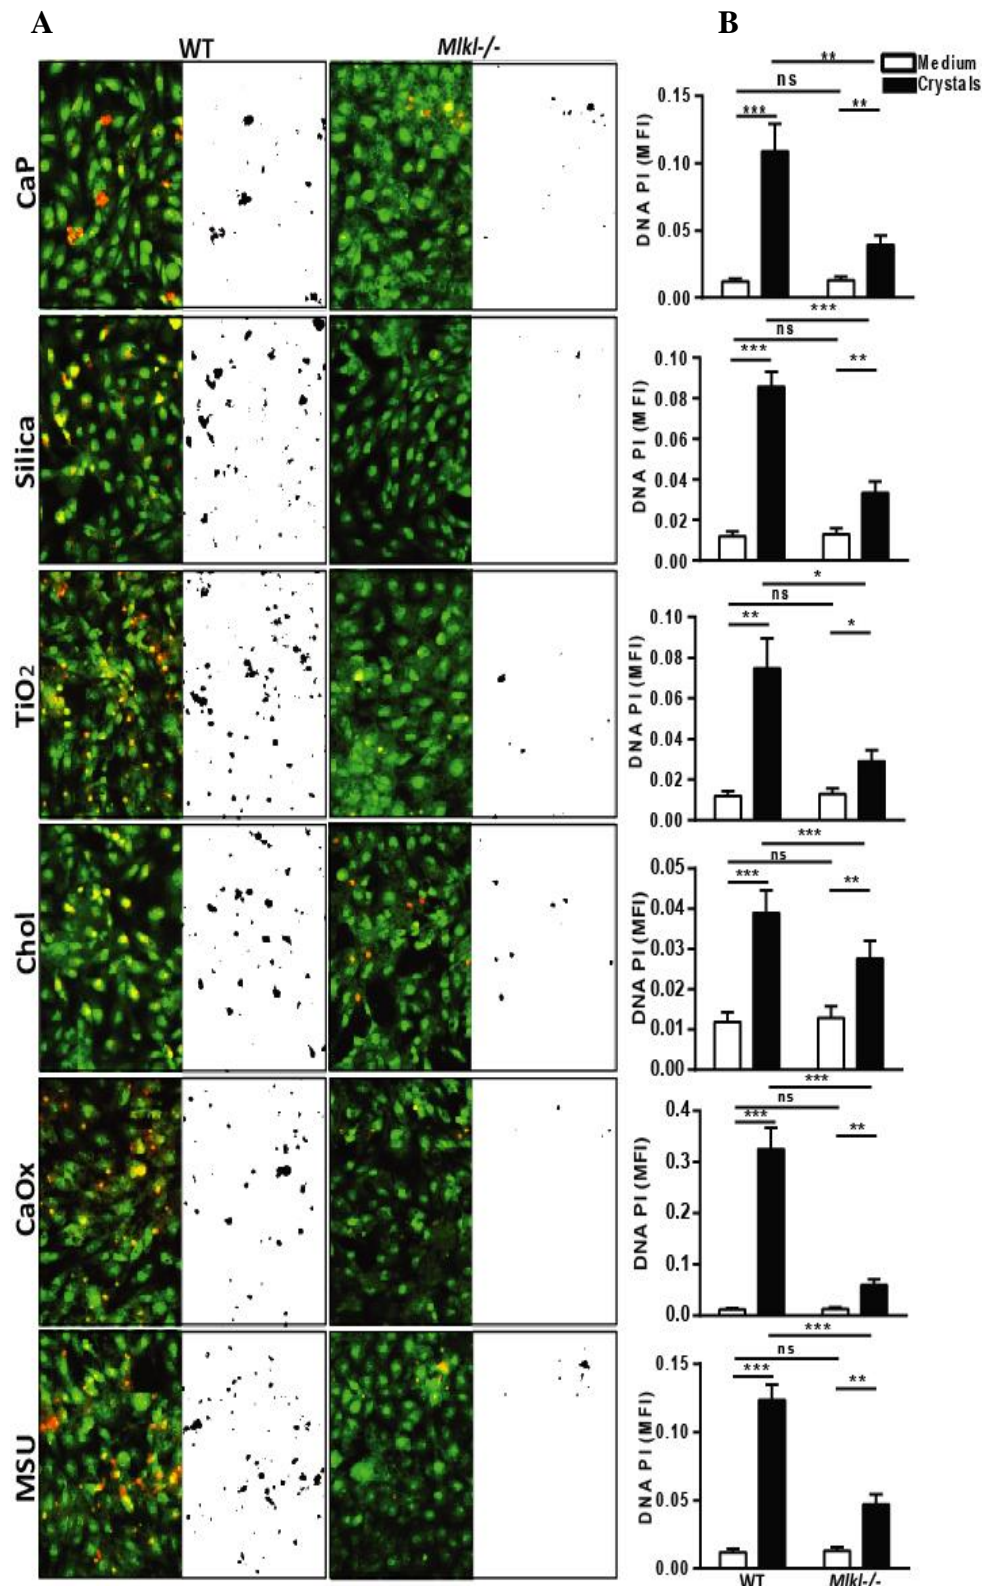 A
B
WT
Mlkl-/-
Medium
Crystals
CaP
**
ns
***
**
DNA PI (MFI)
0.15
0.10
0.05
0.00
Silica
***
ns
***
**
DNA PI (MFI)
0.10
0.08
0.06
0.04
0.02
0.00
TiO2
*
ns
**
*
DNA PI (MFI)
0.10
0.08
0.06
0.04
0.02
0.00
Chol
***
ns
***
**
DNA PI (MFI)
0.05
0.04
0.03
0.02
0.01
0.00
CaOx
***
ns
***
**
DNA PI (MFI)
0.4
0.3
0.2
0.1
0.0
MSU
***
ns
***
**
DNA PI (MFI)
0.15
0.10
0.05
0.00
WT
Mlkl-/-